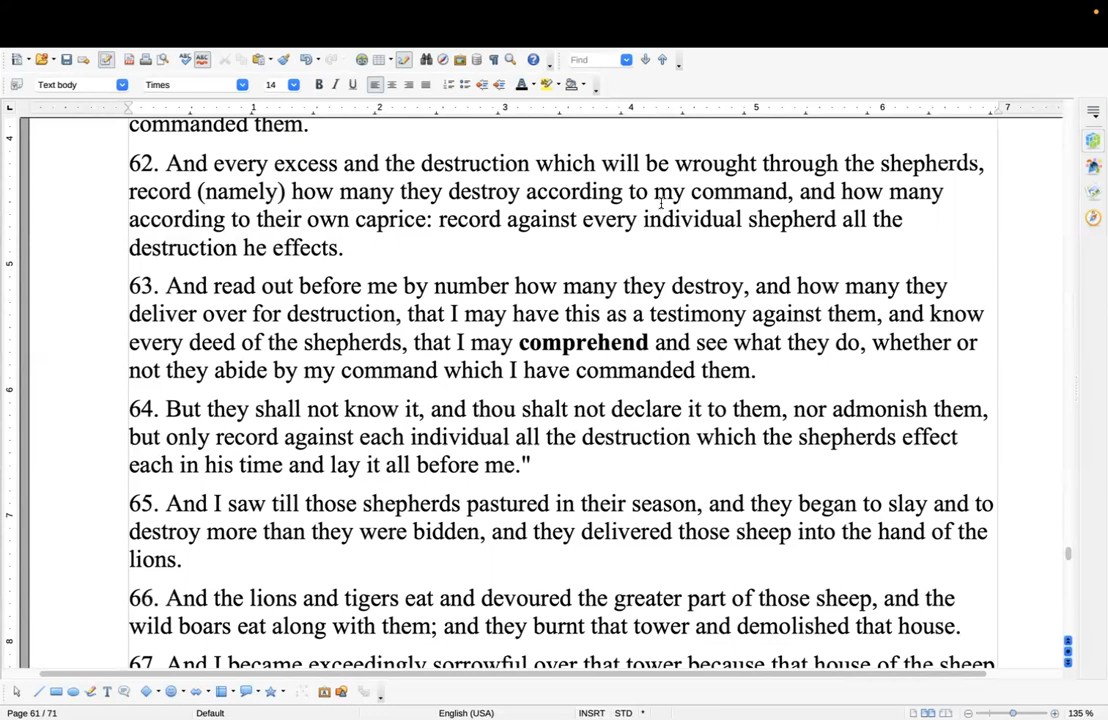 Find
Text body
Times
14
B I U
1 2 3 4 5 6 7
commanded them.
62. And every excess and the destruction which will be wrought through the shepherds,
record (namely) how many they destroy according to my command, and how many
according to their own caprice: record against every individual shepherd all the
destruction he effects.
63. And read out before me by number how many they destroy, and how many they
deliver over for destruction, that I may have this as a testimony against them, and know
every deed of the shepherds, that I may comprehend and see what they do, whether or
not they abide by my command which I have commanded them.
64. But they shall not know it, and thou shalt not declare it to them, nor admonish them,
but only record against each individual all the destruction which the shepherds effect
each in his time and lay it all before me."
65. And I saw till those shepherds pastured in their season, and they began to slay and to
destroy more than they were bidden, and they delivered those sheep into the hand of the
lions.
66. And the lions and tigers eat and devoured the greater part of those sheep, and the
wild boars eat along with them; and they burnt that tower and demolished that house.
67. And I became exceedingly sorrowful over that tower because that house of the sheep
4
5
6
7
8
Page 61 / 71
Default
English (USA)
INSRT
STD
*
135 %